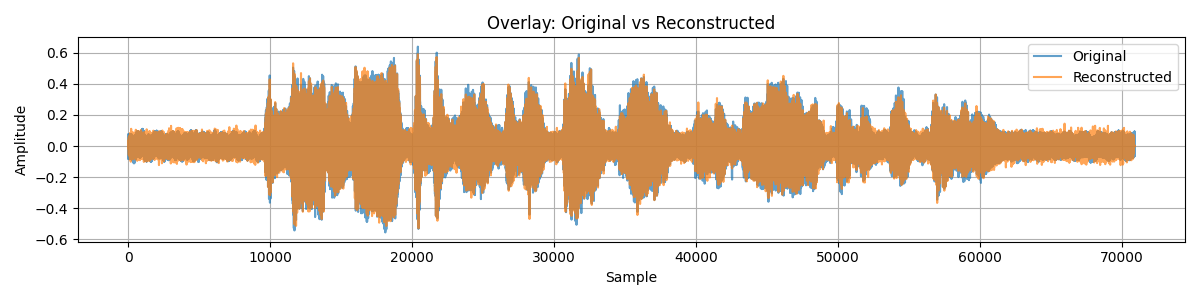 Overlay: Original vs Reconstructed
Original
Reconstructed
Amplitude
0.6
0.4
0.2
0.0
−0.2
−0.4
−0.6
0 10000 20000 30000 40000 50000 60000 70000
Sample